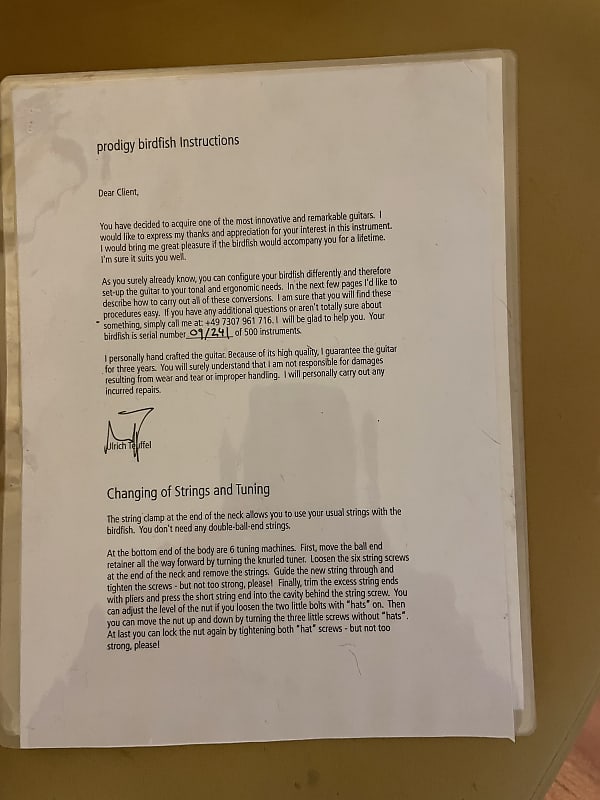 prodigy birdfish Instructions
Dear Client,
You have decided to acquire one of the most innovative and remarkable guitars. I
would like to express my thanks and appreciation for your interest in this instrument.
I would bring me great pleasure if the birdfish would accompany you for a lifetime.
I'm sure it suits you well.
As you surely already know, you can configure your birdfish differently and therefore
set-up the guitar to your tonal and ergonomic needs. In the next few pages I'd like to
describe how to carry out all of these conversions. I am sure that you will find these
procedures easy. If you have any additional questions or aren't totally sure about
something, simply call me at: +49 7307 961 716. I will be glad to help you. Your
birdfish is serial number 09/241 of 500 instruments.
I personally hand crafted the guitar. Because of its high quality, I guarantee the guitar
for three years. You will surely understand that I am not responsible for damages
resulting from wear and tear or improper handling. I will personally carry out any
incurred repairs.
Ulrich Teuffel
Changing of Strings and Tuning
The string clamp at the end of the neck allows you to use your usual strings with the
birdfish. You don't need any double-ball-end strings.
At the bottom end of the body are 6 tuning machines. First, move the ball end
retainer all the way forward by turning the knurled tuner. Loosen the six string screws
at the end of neck and remove the strings. Guide the new string through and
tighten the screws - but not too strong, please! Finally, trim the excess string ends
with pliers and press the short string end into the cavity behind the string screw. You
can adjust the level of the nut if you loosen the two little bolts with "hats" on. Then
you can move the nut up and down by turning the three little screws without "hats".
At last you can lock the nut again by tightening both "hat" screws - but not too
strong, please!